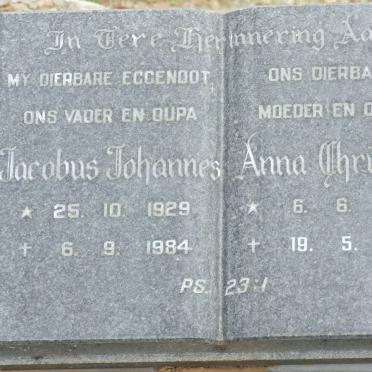 In Tere Herinnering Aa
MY DIERBARE EGGENOOT,
ONS VADER EN OUPA
Jacobus Johannes
★ 25. 10. 1929
+ 6. 9. 1984
ONS DIERBA
MOEDER EN O
Anna Chri
★ 6. 6.
+ 19. 5.
PS. 23:1